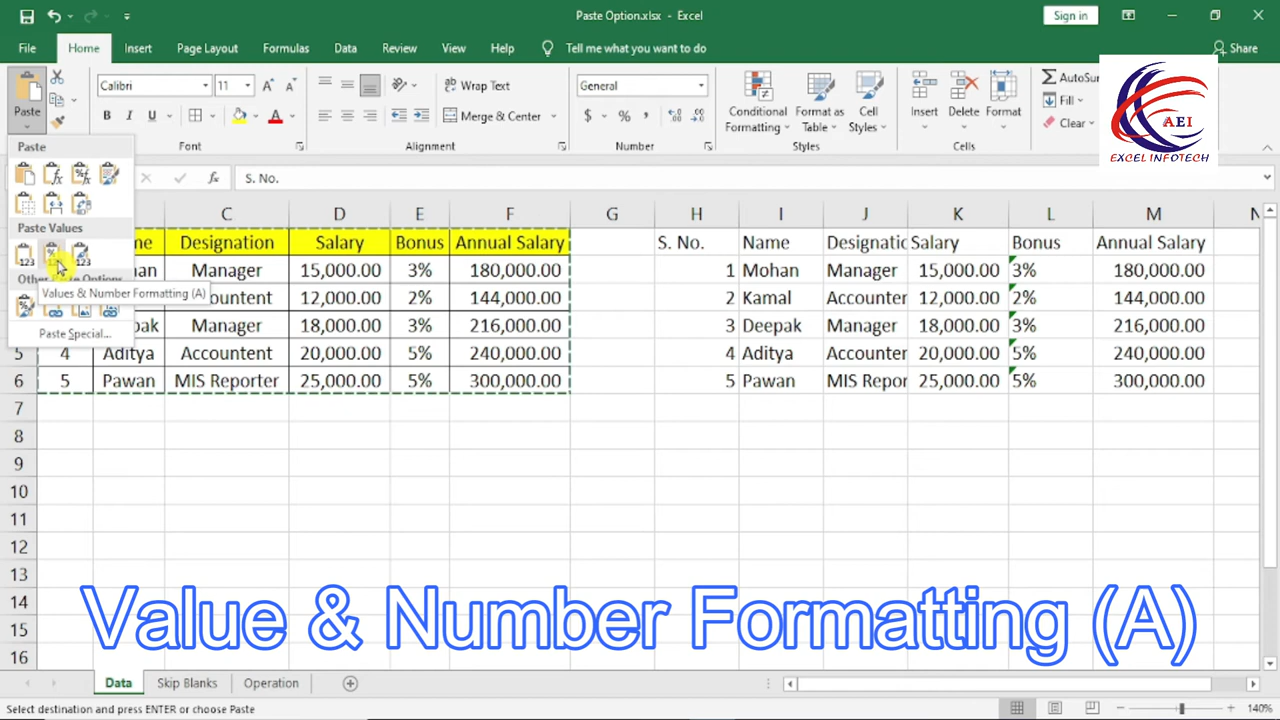 Paste Option.xlsx - Excel
Sign in
File Home Insert Page Layout Formulas Data Review View Help Tell me what you want to do Share
Paste
Calibri 11 A A
B I U A
Font
Wrap Text
Merge & Center
Alignment
General
$ % ,
Number
Conditional Formatting
Format as Table
Cell Styles
Styles
Insert Delete Format
Cells
AutoSu
Fill
Clear
AEI
EXCEL INFOTECH
Paste
Paste Values
Values & Number Formatting (A)
Paste Special...
fx S. No.
C D E F G H I J K L M N
me Designation Salary Bonus Annual Salary S. No. Name Designatic Salary Bonus Annual Salary
an Manager 15,000.00 3% 180,000.00 1 Mohan Manager 15,000.00 3% 180,000.00
Accountent 12,000.00 2% 144,000.00 2 Kamal Accounter 12,000.00 2% 144,000.00
pak Manager 18,000.00 3% 216,000.00 3 Deepak Manager 18,000.00 3% 216,000.00
5 4 Aditya Accountent 20,000.00 5% 240,000.00 4 Aditya Accounter 20,000.00 5% 240,000.00
6 5 Pawan MIS Reporter 25,000.00 5% 300,000.00 5 Pawan MIS Repor 25,000.00 5% 300,000.00
7
8
9
10
11
12
13
14
15
16
Value & Number Formatting (A)
Data Skip Blanks Operation
Select destination and press ENTER or choose Paste
140%